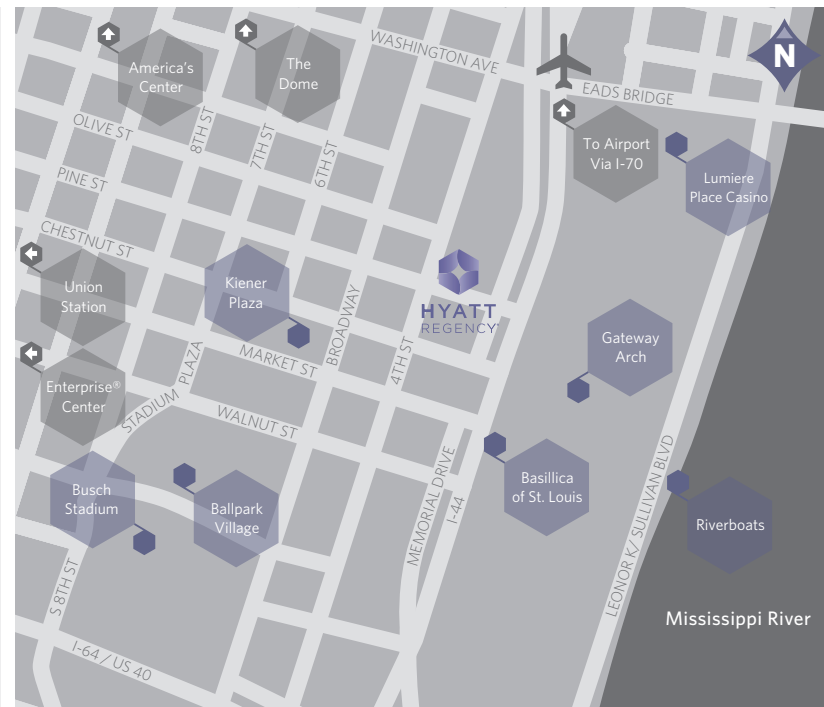 WASHINGTON AVE
N
America's
Center
The
Dome
EADS BRIDGE
OLIVE ST
8TH ST
7TH ST
6TH ST
To Airport
Via I-70
Lumiere
Place Casino
PINE ST
CHESTNUT ST
Union
Station
Kiener
Plaza
HYATT
REGENCY®
BROADWAY
4TH ST
Gateway
Arch
MARKET ST
Enterprise®
Center
STADIUM PLAZA
WALNUT ST
Busch
Stadium
Ballpark
Village
MEMORIAL DRIVE
I-44
Basillica
of St. Louis
LEONOR K/ SULLIVAN BLVD
Riverboats
S 8TH ST
Mississippi River
I-64 / US 40